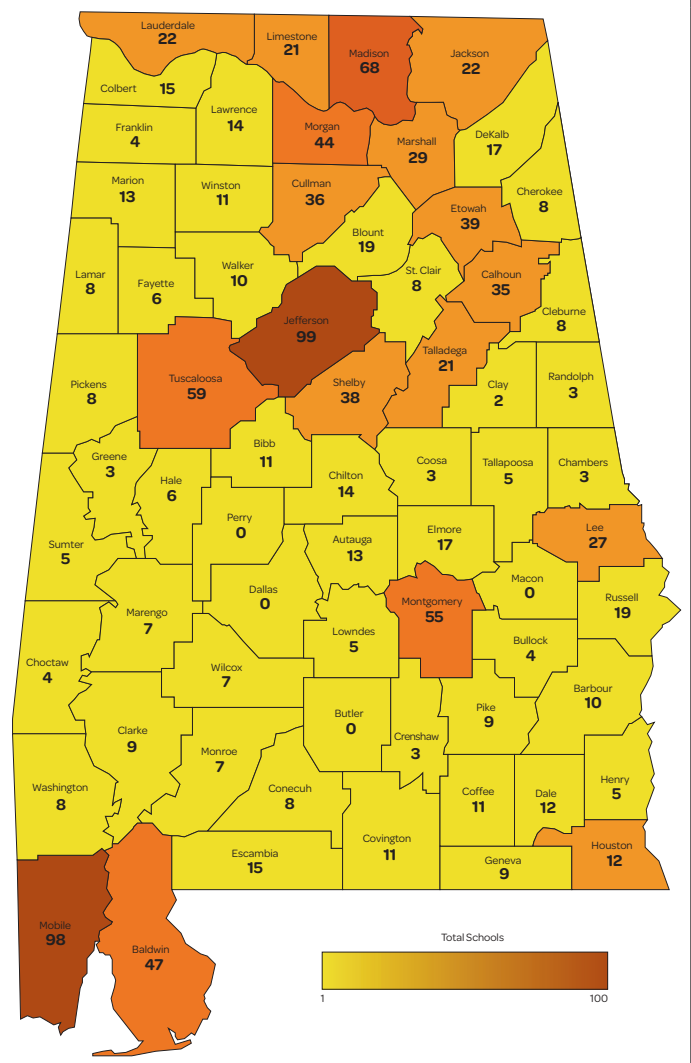 Lauderdale
22
Limestone
21
Madison
68
Jackson
22
Colbert 15
Lawrence
14
Franklin
4
Morgan
44
Marshall
29
DeKalb
17
Marion
13
Winston
11
Cullman
36
Cherokee
8
Etowah
39
Blount
19
Lamar
8
Fayette
6
Walker
10
St. Clair
8
Calhoun
35
Cleburne
8
Jefferson
99
Talladega
21
Pickens
8
Tuscaloosa
59
Shelby
38
Clay
2
Randolph
3
Greene
3
Hale
6
Bibb
11
Chilton
14
Coosa
3
Tallapoosa
5
Chambers
3
Sumter
5
Perry
0
Autauga
13
Elmore
17
Lee
27
Marengo
7
Dallas
0
Montgomery
55
Macon
0
Russell
19
Lowndes
5
Bullock
4
Choctaw
4
Wilcox
7
Barbour
10
Clarke
9
Butler
0
Crenshaw
3
Pike
9
Monroe
7
Washington
8
Conecuh
8
Coffee
11
Dale
12
Henry
5
Covington
11
Escambia
15
Geneva
9
Houston
12
Mobile
98
Baldwin
47
Total Schools
1 100